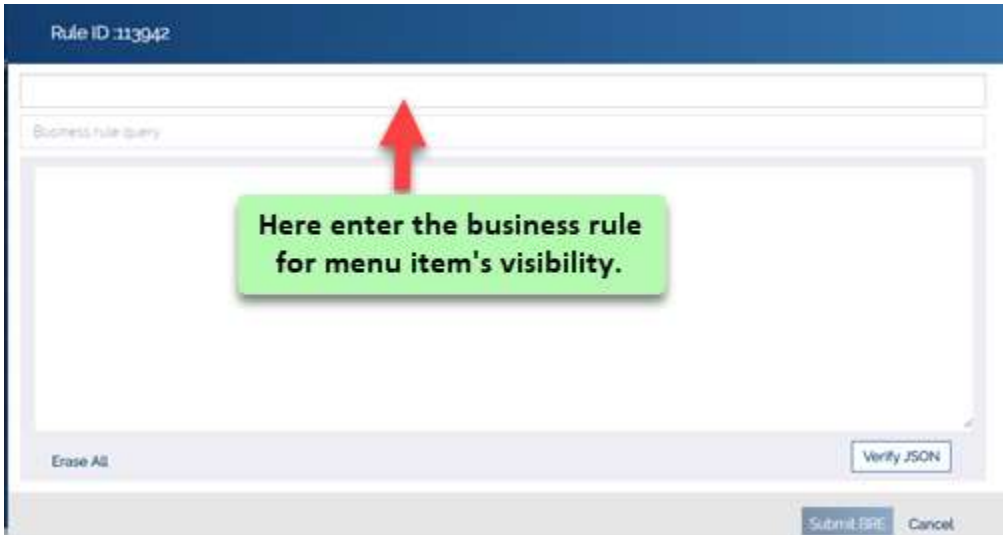 Rule ID :113942
Business rule query
Here enter the business rule
for menu item's visibility.
Erase All
Verify JSON
Submit BRE
Cancel